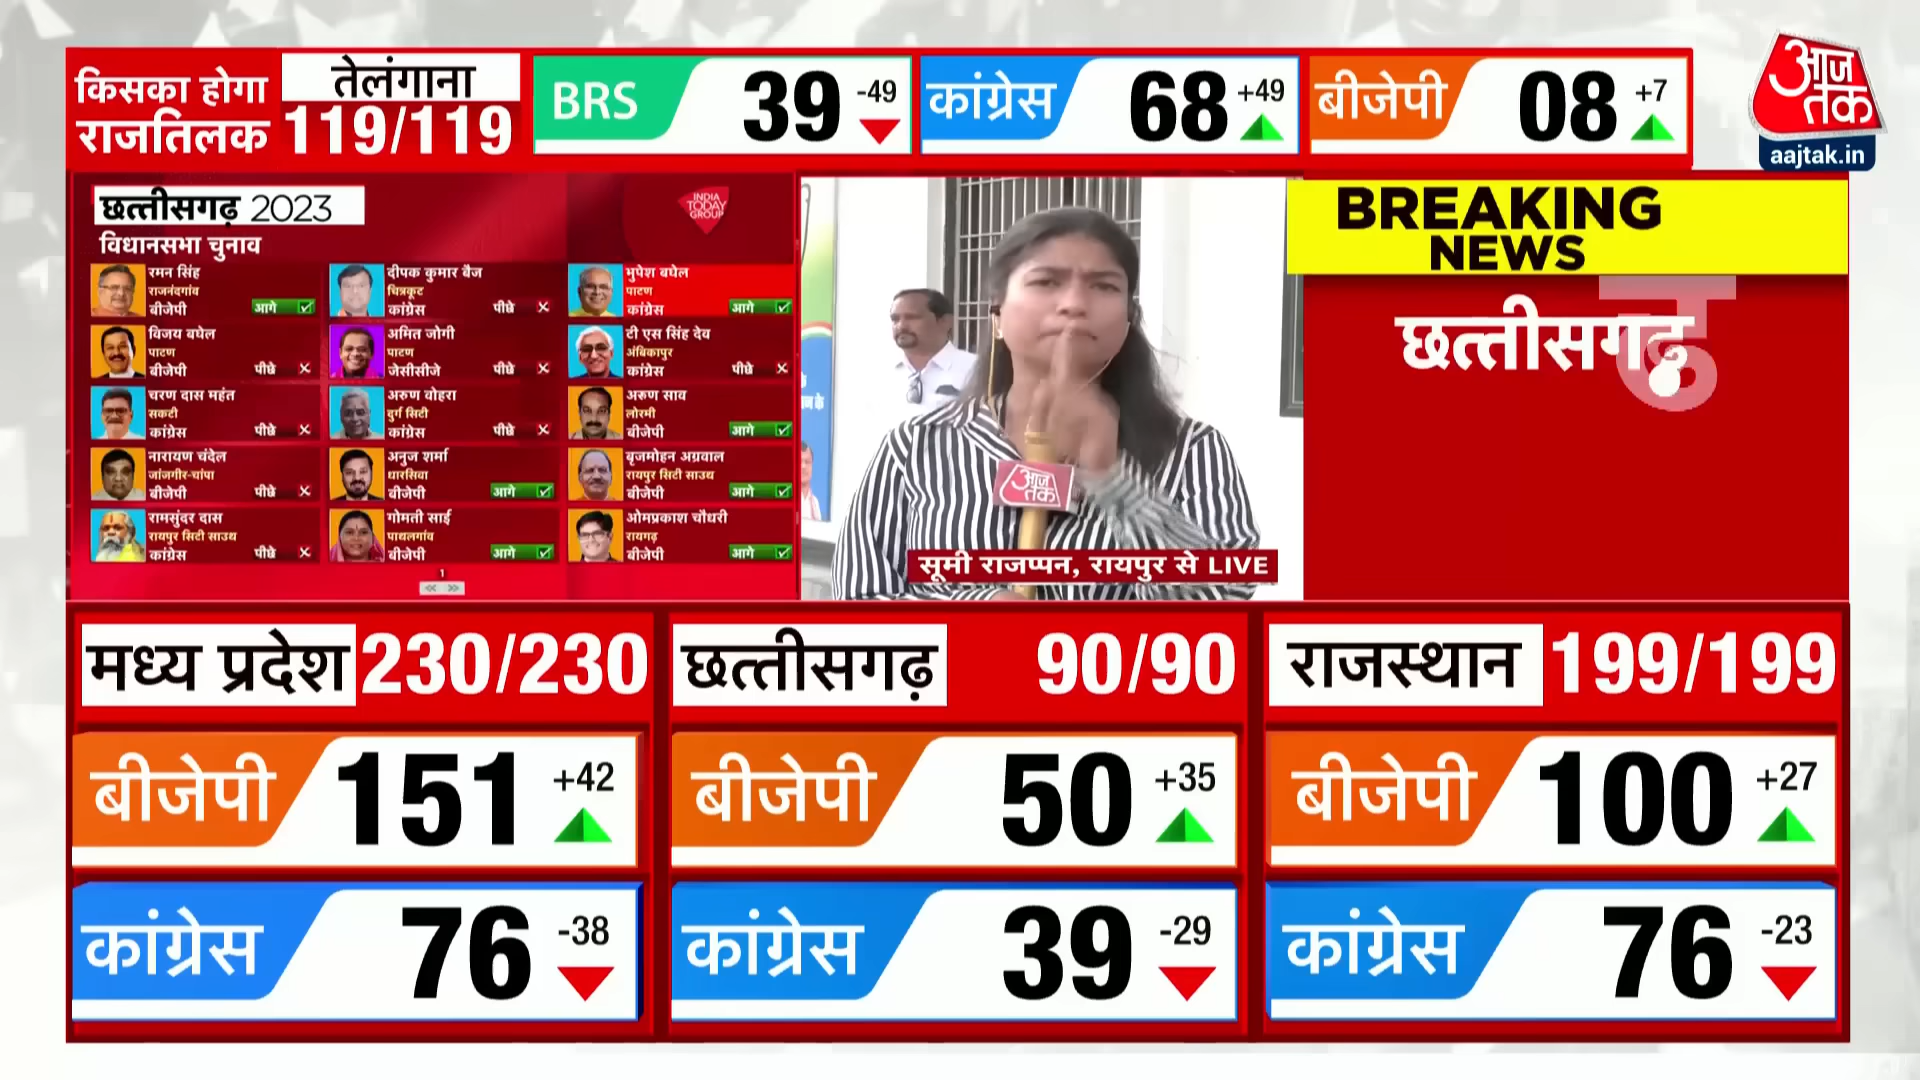 किसका होगा
राजतिलक
तेलंगाना
119/119
BRS 39 -49
कांग्रेस 68 +49
बीजेपी 08 +7
आज
तक
aajtak.in
छत्तीसगढ़ 2023
विधानसभा चुनाव
INDIA
TODAY
GROUP
रमन सिंह
राजनंदगांव
बीजेपी आगे
दीपक कुमार बैज
चित्रकूट
कांग्रेस पीछे
भुपेश बघेल
पाटण
कांग्रेस आगे
विजय बघेल
पाटण
बीजेपी पीछे
अमित जोगी
पाटण
जेसीसीजे पीछे
टी एस सिंह देव
अंबिकापुर
कांग्रेस पीछे
चरण दास महंत
सकटी
कांग्रेस पीछे
अरुण वोहरा
दुर्ग सिटी
कांग्रेस पीछे
अरुण साव
लोरमी
बीजेपी आगे
नारायण चंदेल
जांजगीर-चांपा
बीजेपी पीछे
अनुज शर्मा
धारसिवा
बीजेपी आगे
बृजमोहन अग्रवाल
रायपुर सिटी साउथ
बीजेपी आगे
रामसुंदर दास
रायपुर सिटी साउथ
कांग्रेस पीछे
गोमती साई
पाथलगांव
बीजेपी आगे
ओमप्रकाश चौधरी
रायगढ़
बीजेपी आगे
1
आज
तक
सूमी राजप्पन, रायपुर से LIVE
BREAKING
NEWS
छत्तीसगढ़
मध्य प्रदेश 230/230
बीजेपी 151 +42
कांग्रेस 76 -38
छत्तीसगढ़ 90/90
बीजेपी 50 +35
कांग्रेस 39 -29
राजस्थान 199/199
बीजेपी 100 +27
कांग्रेस 76 -23